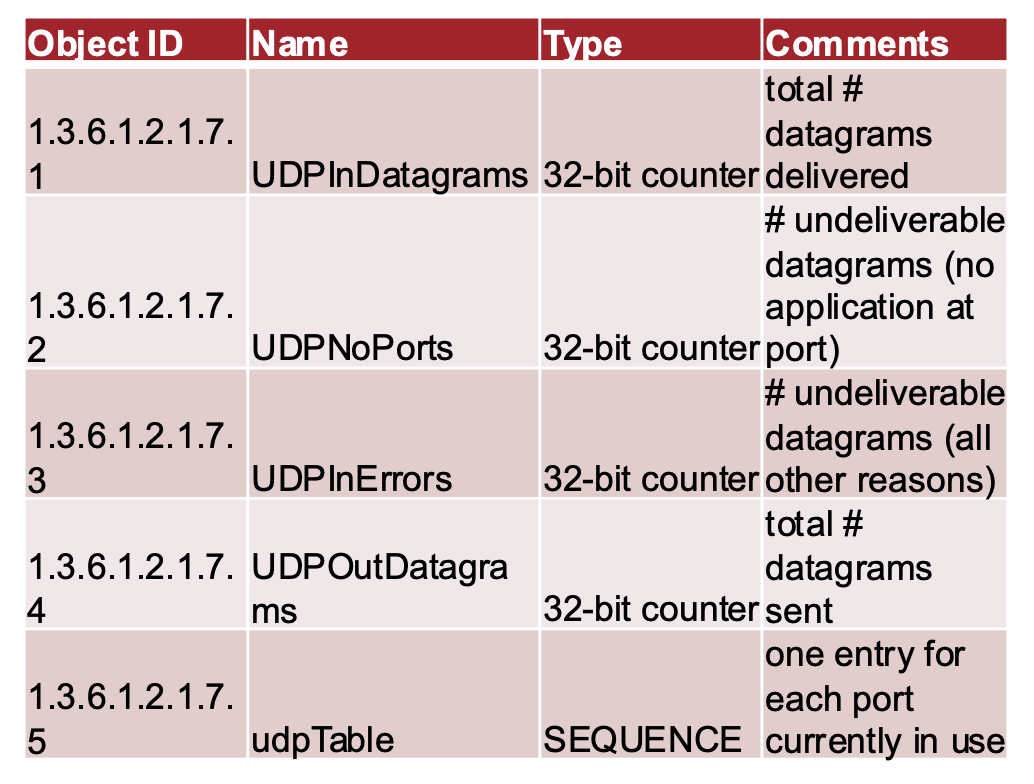 Object ID Name Type Comments
1.3.6.1.2.1.7.
1
UDPInDatagrams
32-bit counter
total #
datagrams
delivered
1.3.6.1.2.1.7.
2
UDPNoPorts
32-bit counter
# undeliverable
datagrams (no
application at
port)
1.3.6.1.2.1.7.
3
UDPInErrors
32-bit counter
# undeliverable
datagrams (all
other reasons)
1.3.6.1.2.1.7.
4
UDPOutDatagra
ms
32-bit counter
total #
datagrams
sent
1.3.6.1.2.1.7.
5
udpTable
SEQUENCE
one entry for
each port
currently in use